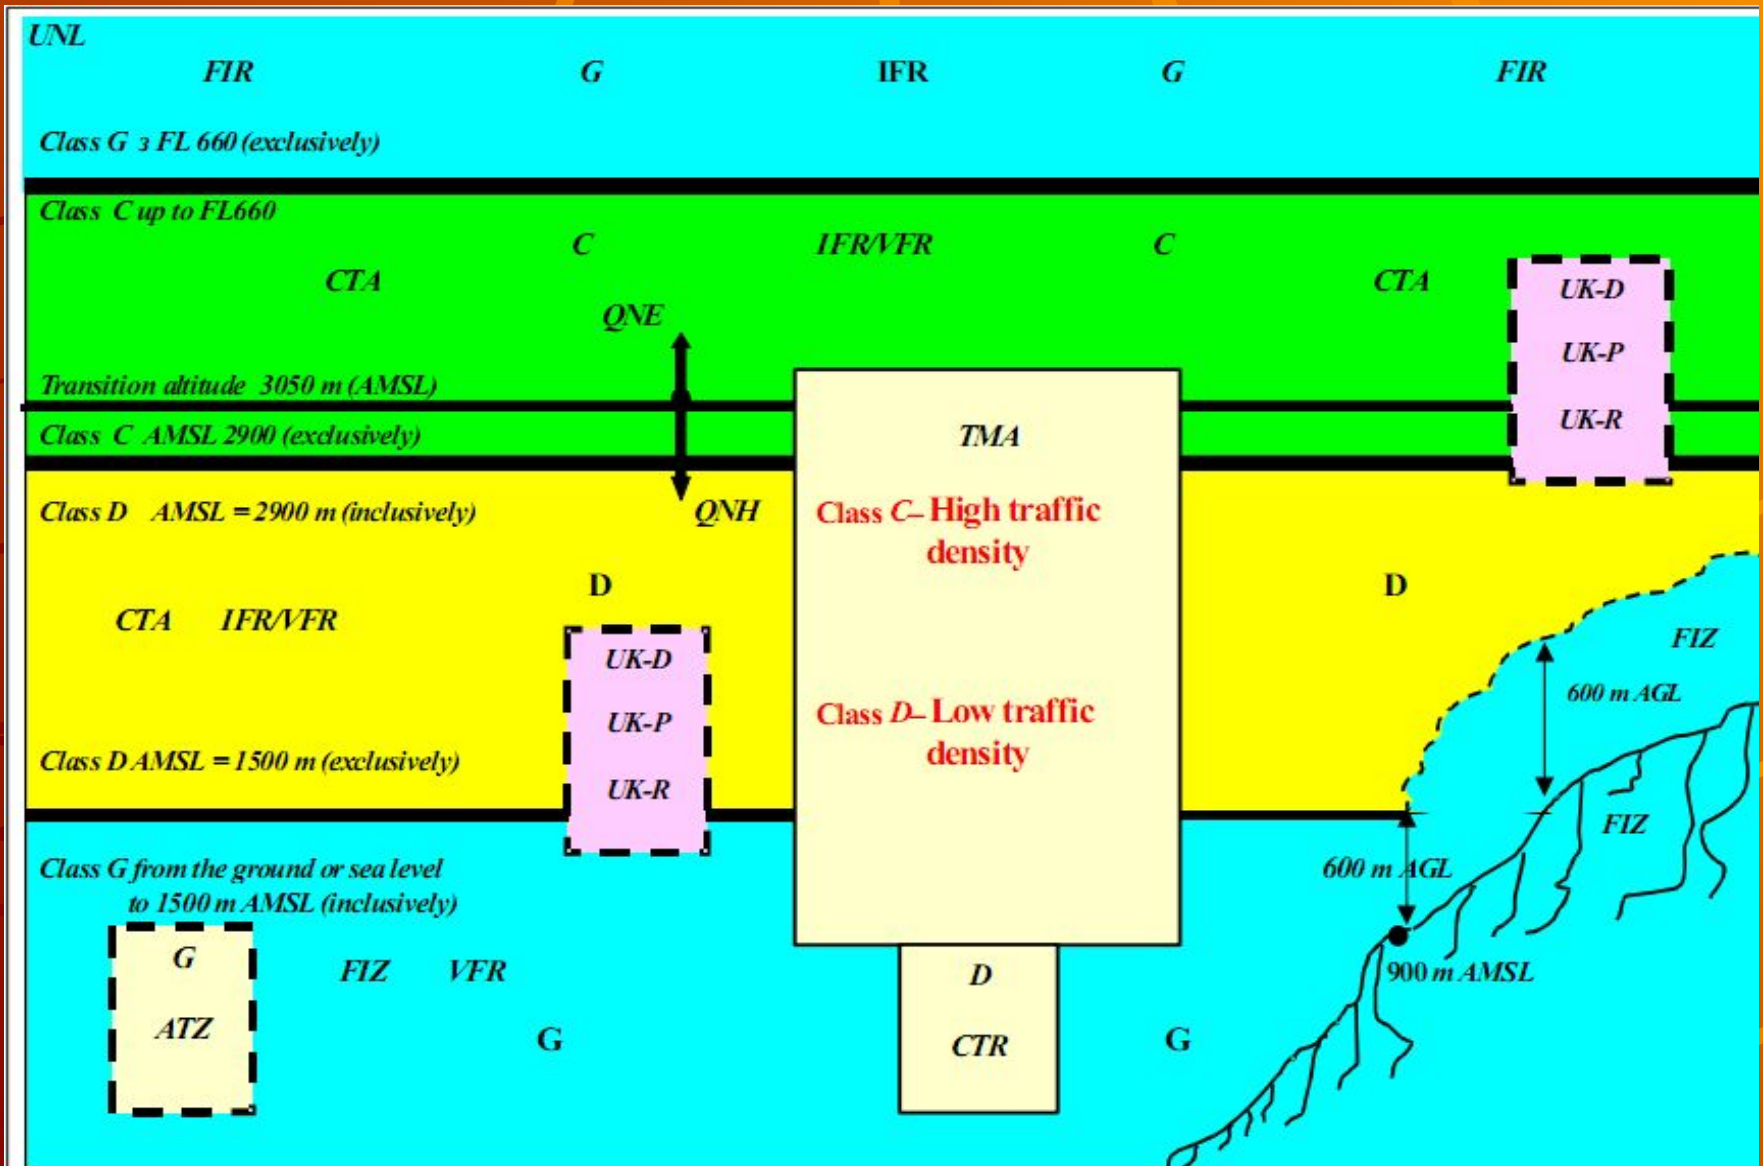 UNL
FIR G IFR G FIR
Class G з FL 660 (exclusively)
Class C up to FL660
C IFR/VFR C
CTA CTA
QNE
UK-D
UK-P
UK-R
Transition altitude 3050 m (AMSL)
Class C AMSL 2900 (exclusively)
TMA
Class D AMSL = 2900 m (inclusively)
QNH
Class C– High traffic
density
D D
CTA IFR/VFR
UK-D
UK-P
UK-R
FIZ
600 m AGL
Class D– Low traffic
density
Class D AMSL = 1500 m (exclusively)
FIZ
Class G from the ground or sea level
to 1500 m AMSL (inclusively)
600 m AGL
G
ATZ
FIZ VFR
D
CTR
900 m AMSL
G G